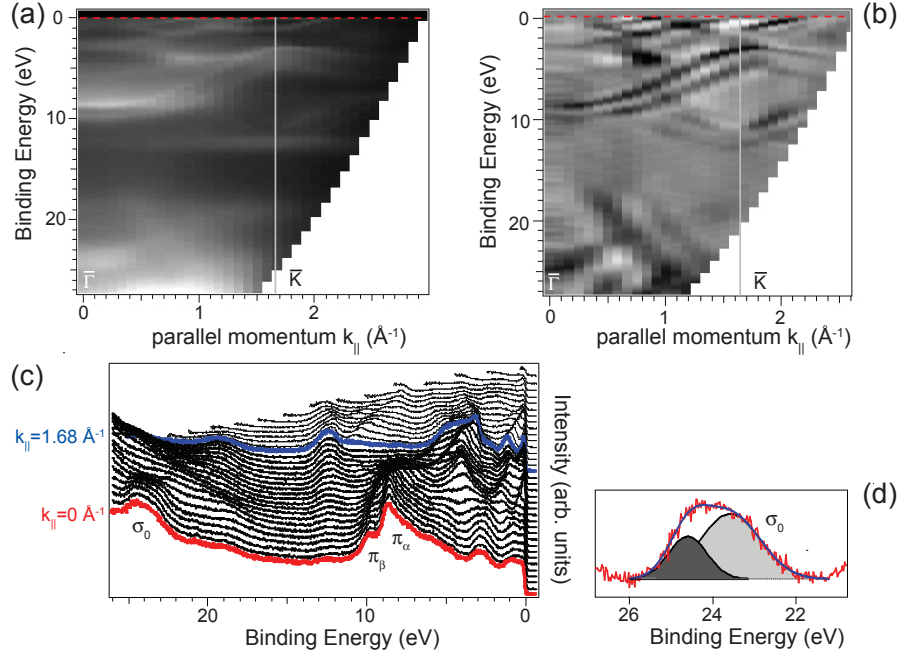 (a)
0
10
20
Binding Energy (eV)
Γ̅
K̅
0
1
2
parallel momentum k|| (Å-1)
(b)
0
10
20
Binding Energy (eV)
Γ̅
K̅
0
1
2
parallel momentum k|| (Å-1)
(c)
k||=1.68 Å-1
k||=0 Å-1
σ0
πβ
πα
20
10
0
Binding Energy (eV)
Intensity (arb. units)
(d)
σ0
26
24
22
Binding Energy (eV)